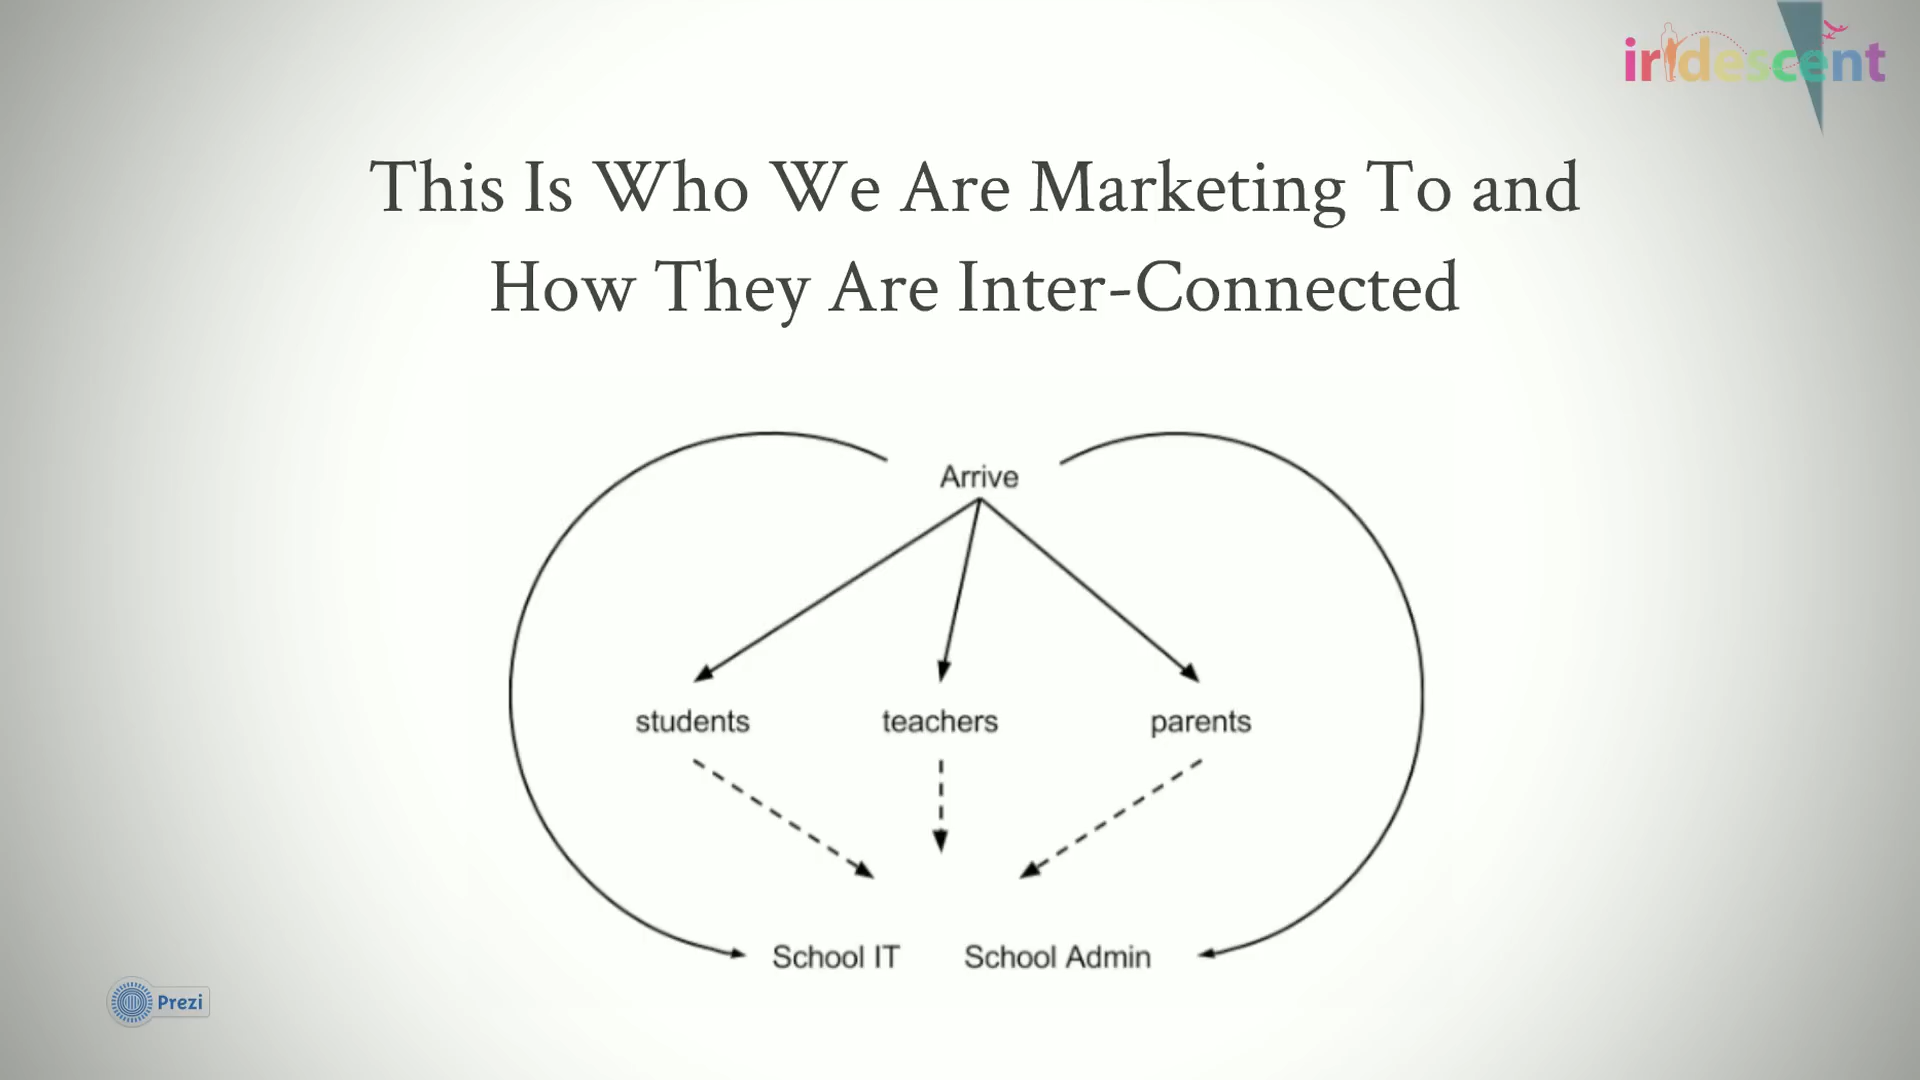 iridescent
This Is Who We Are Marketing To and
How They Are Inter-Connected
Arrive
students teachers parents
School IT School Admin
Prezi